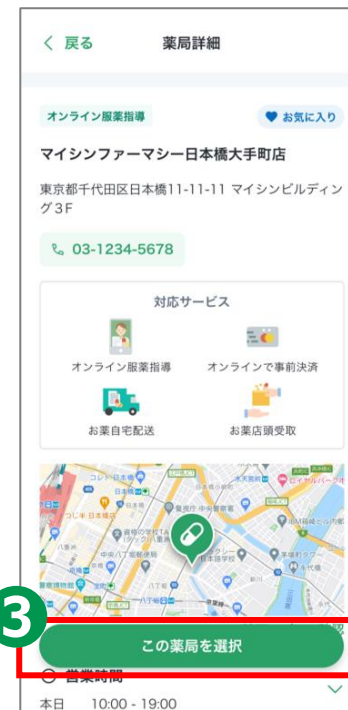 戻る 薬局詳細
オンライン服薬指導 お気に入り
マイシンファーマシー日本橋大手町店
東京都千代田区日本橋11-11-11 マイシンビルディン
グ3F
03-1234-5678
対応サービス
オンライン服薬指導 オンラインで事前決済
お薬自宅配送 お薬店頭受取
3
この薬局を選択
営業時間
本日 10:00 - 19:00